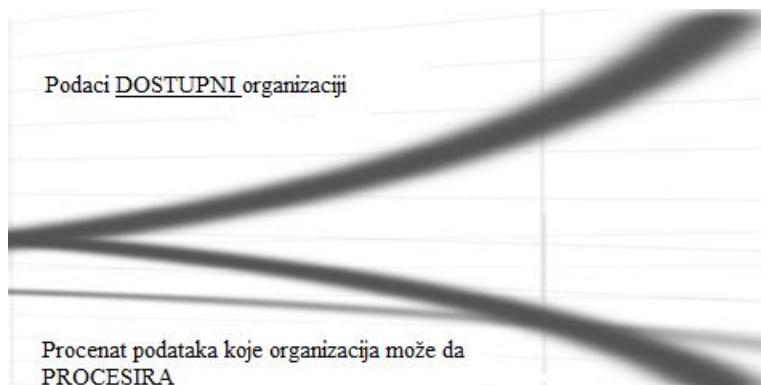 Podaci DOSTUPNI organizaciji
Procenat podataka koje organizacija može da
PROCESIRA